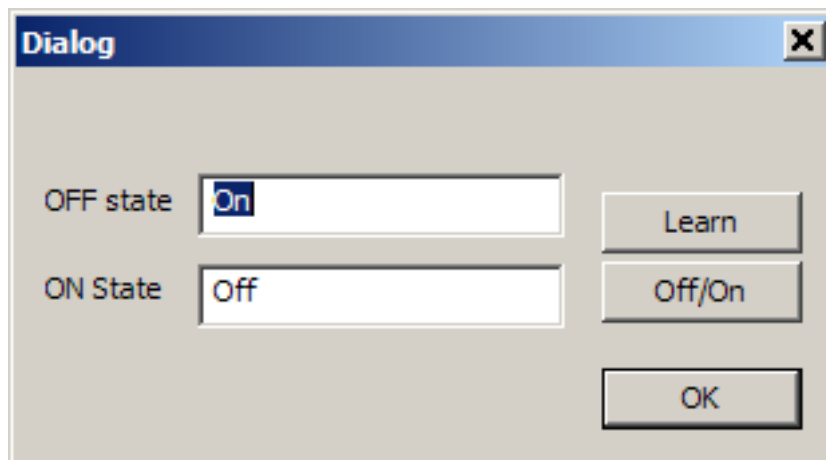 Dialog
OFF state On
Learn
ON State Off
Off/On
OK